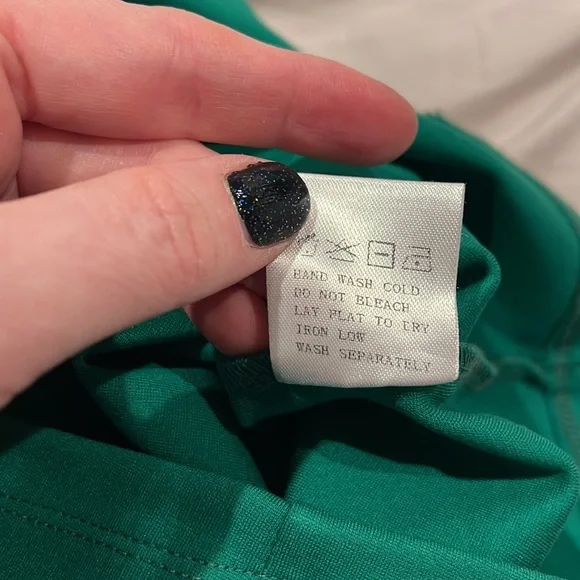 HAND WASH COLD
DO NOT BLEACH
LAY FLAT TO DRY
IRON LOW
WASH SEPARATELY